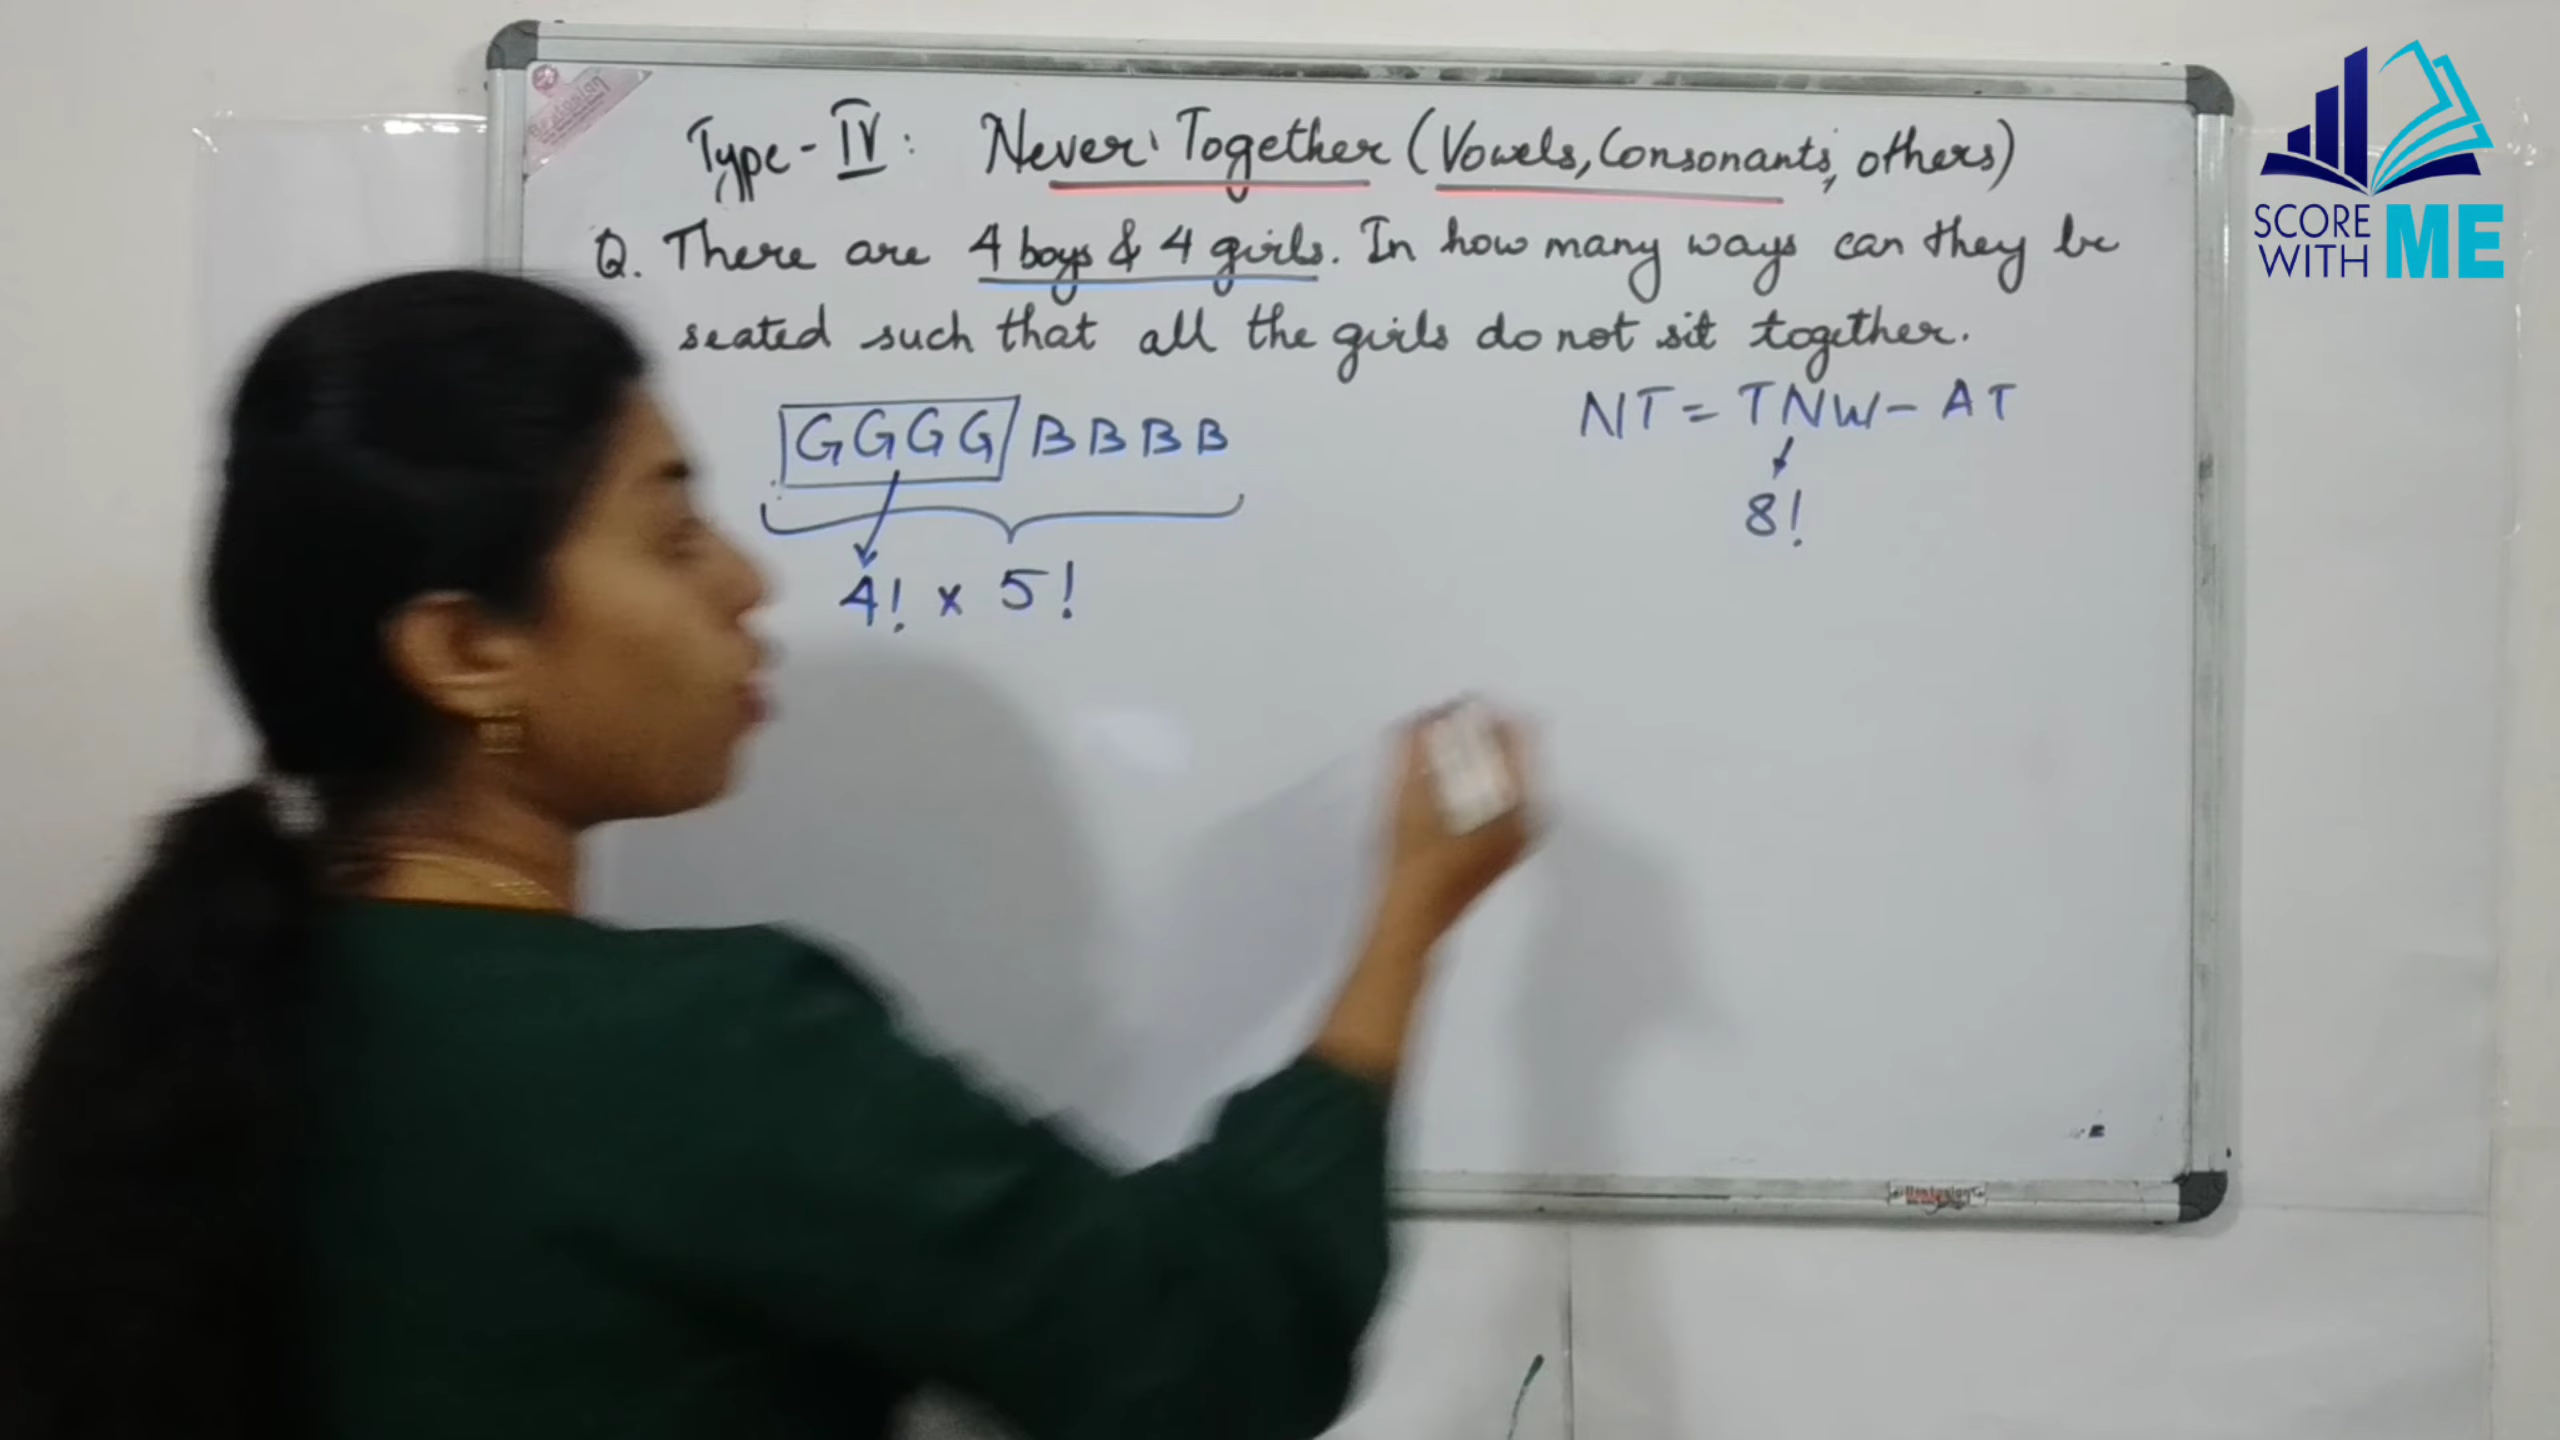 Type-IV: Never Together (Vowels, Consonants, others)
Q. There are 4 boys & 4 girls. In how many ways can they be
seated such that all the girls do not sit together.
GGGG BBBB
NT = TNW - AT
8!
4! x 5!
SCORE
WITH ME